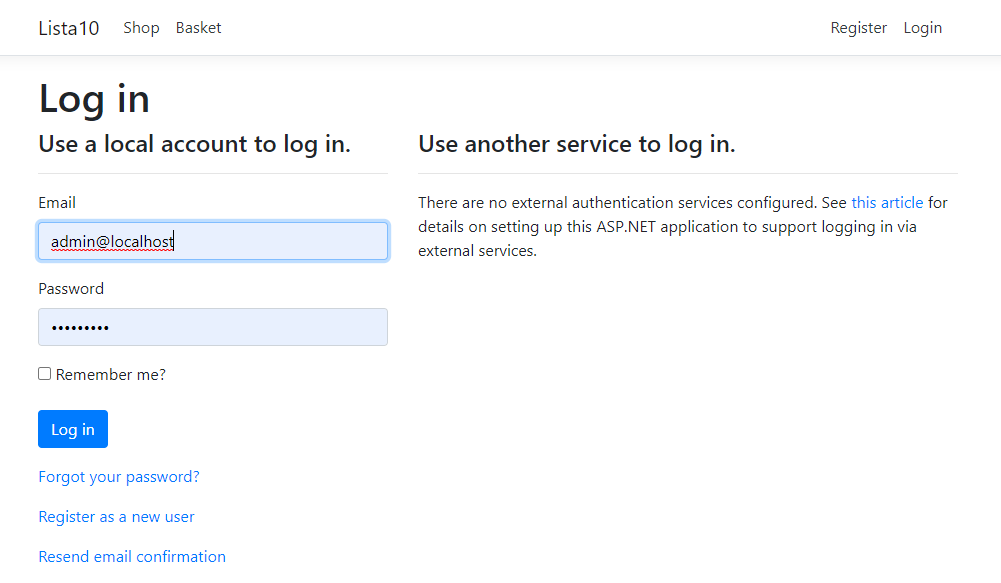 Lista10 Shop Basket Register Login
Log in
Use a local account to log in.
Email
admin@localhost
Password
•••••••••
Remember me?
Log in
Forgot your password?
Register as a new user
Resend email confirmation
Use another service to log in.
There are no external authentication services configured. See this article for
details on setting up this ASP.NET application to support logging in via
external services.